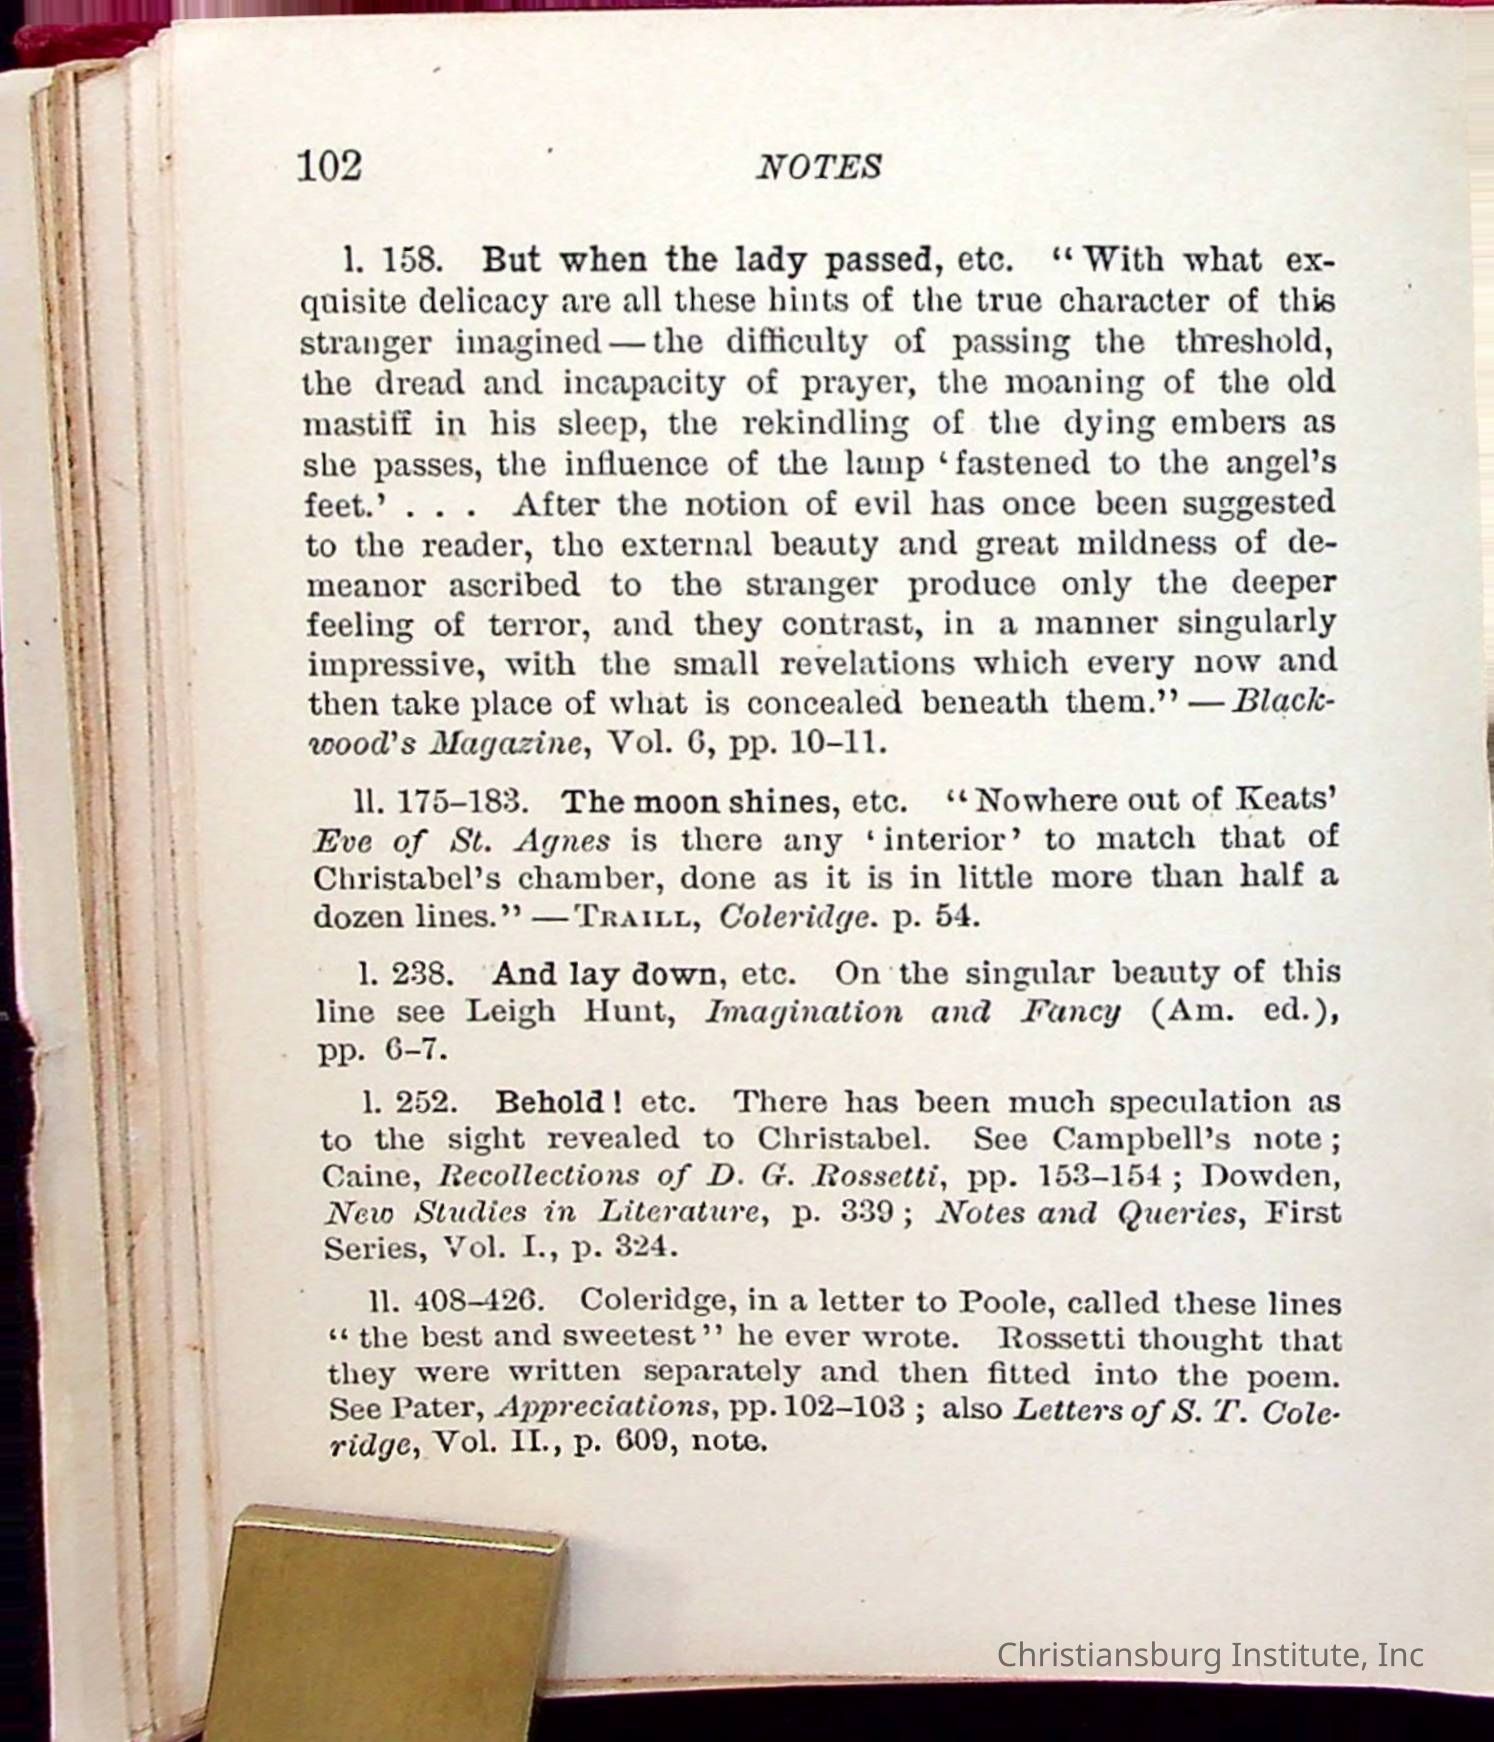 102 NOTES
l. 158. But when the lady passed, etc. “With what ex-
quisite delicacy are all these hints of the true character of this
stranger imagined — the difficulty of passing the threshold,
the dread and incapacity of prayer, the moaning of the old
mastiff in his sleep, the rekindling of the dying embers as
she passes, the influence of the lamp ‘fastened to the angel’s
feet.’ . . . After the notion of evil has once been suggested
to the reader, the external beauty and great mildness of de-
meanor ascribed to the stranger produce only the deeper
feeling of terror, and they contrast, in a manner singularly
impressive, with the small revelations which every now and
then take place of what is concealed beneath them.” — Black-
wood’s Magazine, Vol. 6, pp. 10–11.
ll. 175–183. The moon shines, etc. “Nowhere out of Keats’
Eve of St. Agnes is there any ‘interior’ to match that of
Christabel’s chamber, done as it is in little more than half a
dozen lines.” — TRAILL, Coleridge. p. 54.
l. 238. And lay down, etc. On the singular beauty of this
line see Leigh Hunt, Imagination and Fancy (Am. ed.),
pp. 6–7.
l. 252. Behold! etc. There has been much speculation as
to the sight revealed to Christabel. See Campbell’s note;
Caine, Recollections of D. G. Rossetti, pp. 153–154; Dowden,
New Studies in Literature, p. 339; Notes and Queries, First
Series, Vol. I., p. 324.
ll. 408–426. Coleridge, in a letter to Poole, called these lines
“the best and sweetest” he ever wrote. Rossetti thought that
they were written separately and then fitted into the poem.
See Pater, Appreciations, pp. 102–103; also Letters of S. T. Cole-
ridge, Vol. II., p. 609, note.
Christiansburg Institute, Inc